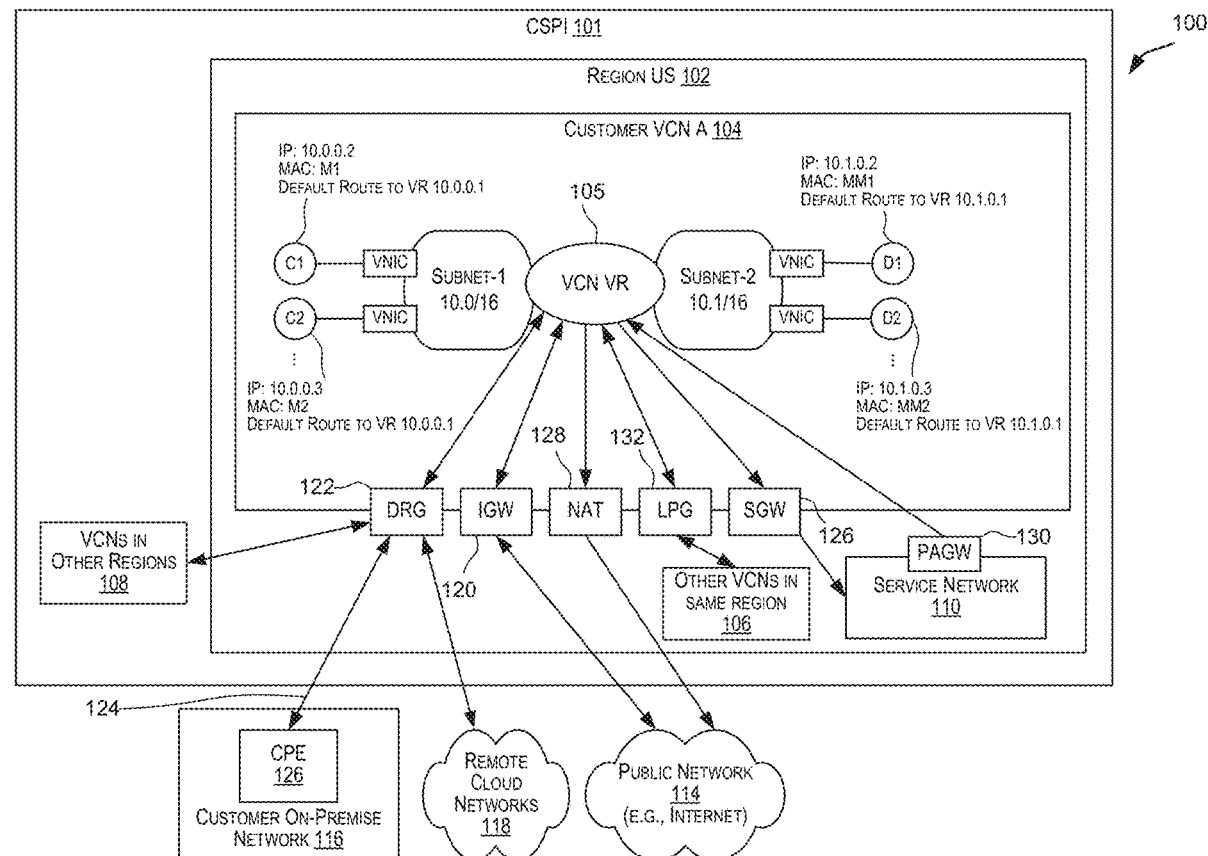 CSPI 101
100
REGION US 102
CUSTOMER VCN A 104
IP: 10.0.0.2
MAC: M1
DEFAULT ROUTE TO VR 10.0.0.1
105
IP: 10.1.0.2
MAC: MM1
DEFAULT ROUTE TO VR 10.1.0.1
C1
VNIC
SUBNET-1
10.0/16
VCN VR
SUBNET-2
10.1/16
VNIC
D1
C2
VNIC
VNIC
D2
⋮
⋮
IP: 10.0.0.3
MAC: M2
DEFAULT ROUTE TO VR 10.0.0.1
IP: 10.1.0.3
MAC: MM2
DEFAULT ROUTE TO VR 10.1.0.1
122
128
132
DRG
IGW
NAT
LPG
SGW
126
130
120
VCNS IN
OTHER REGIONS
108
OTHER VCNS IN
SAME REGION
106
PAGW
SERVICE NETWORK
110
124
CPE
126
CUSTOMER ON-PREMISE
NETWORK 116
REMOTE
CLOUD
NETWORKS
118
PUBLIC NETWORK
114
(E.G., INTERNET)